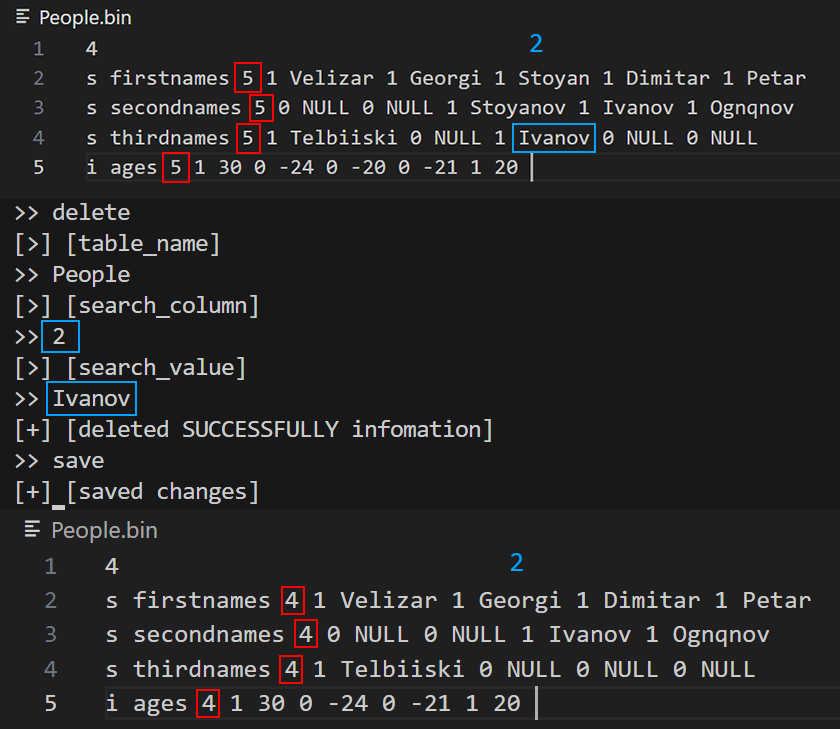 People.bin
2
1 4
2 s firstnames 5 1 Velizar 1 Georgi 1 Stoyan 1 Dimitar 1 Petar
3 s secondnames 5 0 NULL 0 NULL 1 Stoyanov 1 Ivanov 1 Ognqnov
4 s thirdnames 5 1 Telbiiski 0 NULL 1 Ivanov 0 NULL 0 NULL
5 i ages 5 1 30 0 -24 0 -20 0 -21 1 20
>> delete
[>] [table_name]
>> People
[>] [search_column]
>> 2
[>] [search_value]
>> Ivanov
[+] [deleted SUCCESSFULLY infomation]
>> save
[+] [saved changes]
People.bin
2
1 4
2 s firstnames 4 1 Velizar 1 Georgi 1 Dimitar 1 Petar
3 s secondnames 4 0 NULL 0 NULL 1 Ivanov 1 Ognqnov
4 s thirdnames 4 1 Telbiiski 0 NULL 0 NULL 0 NULL
5 i ages 4 1 30 0 -24 0 -21 1 20